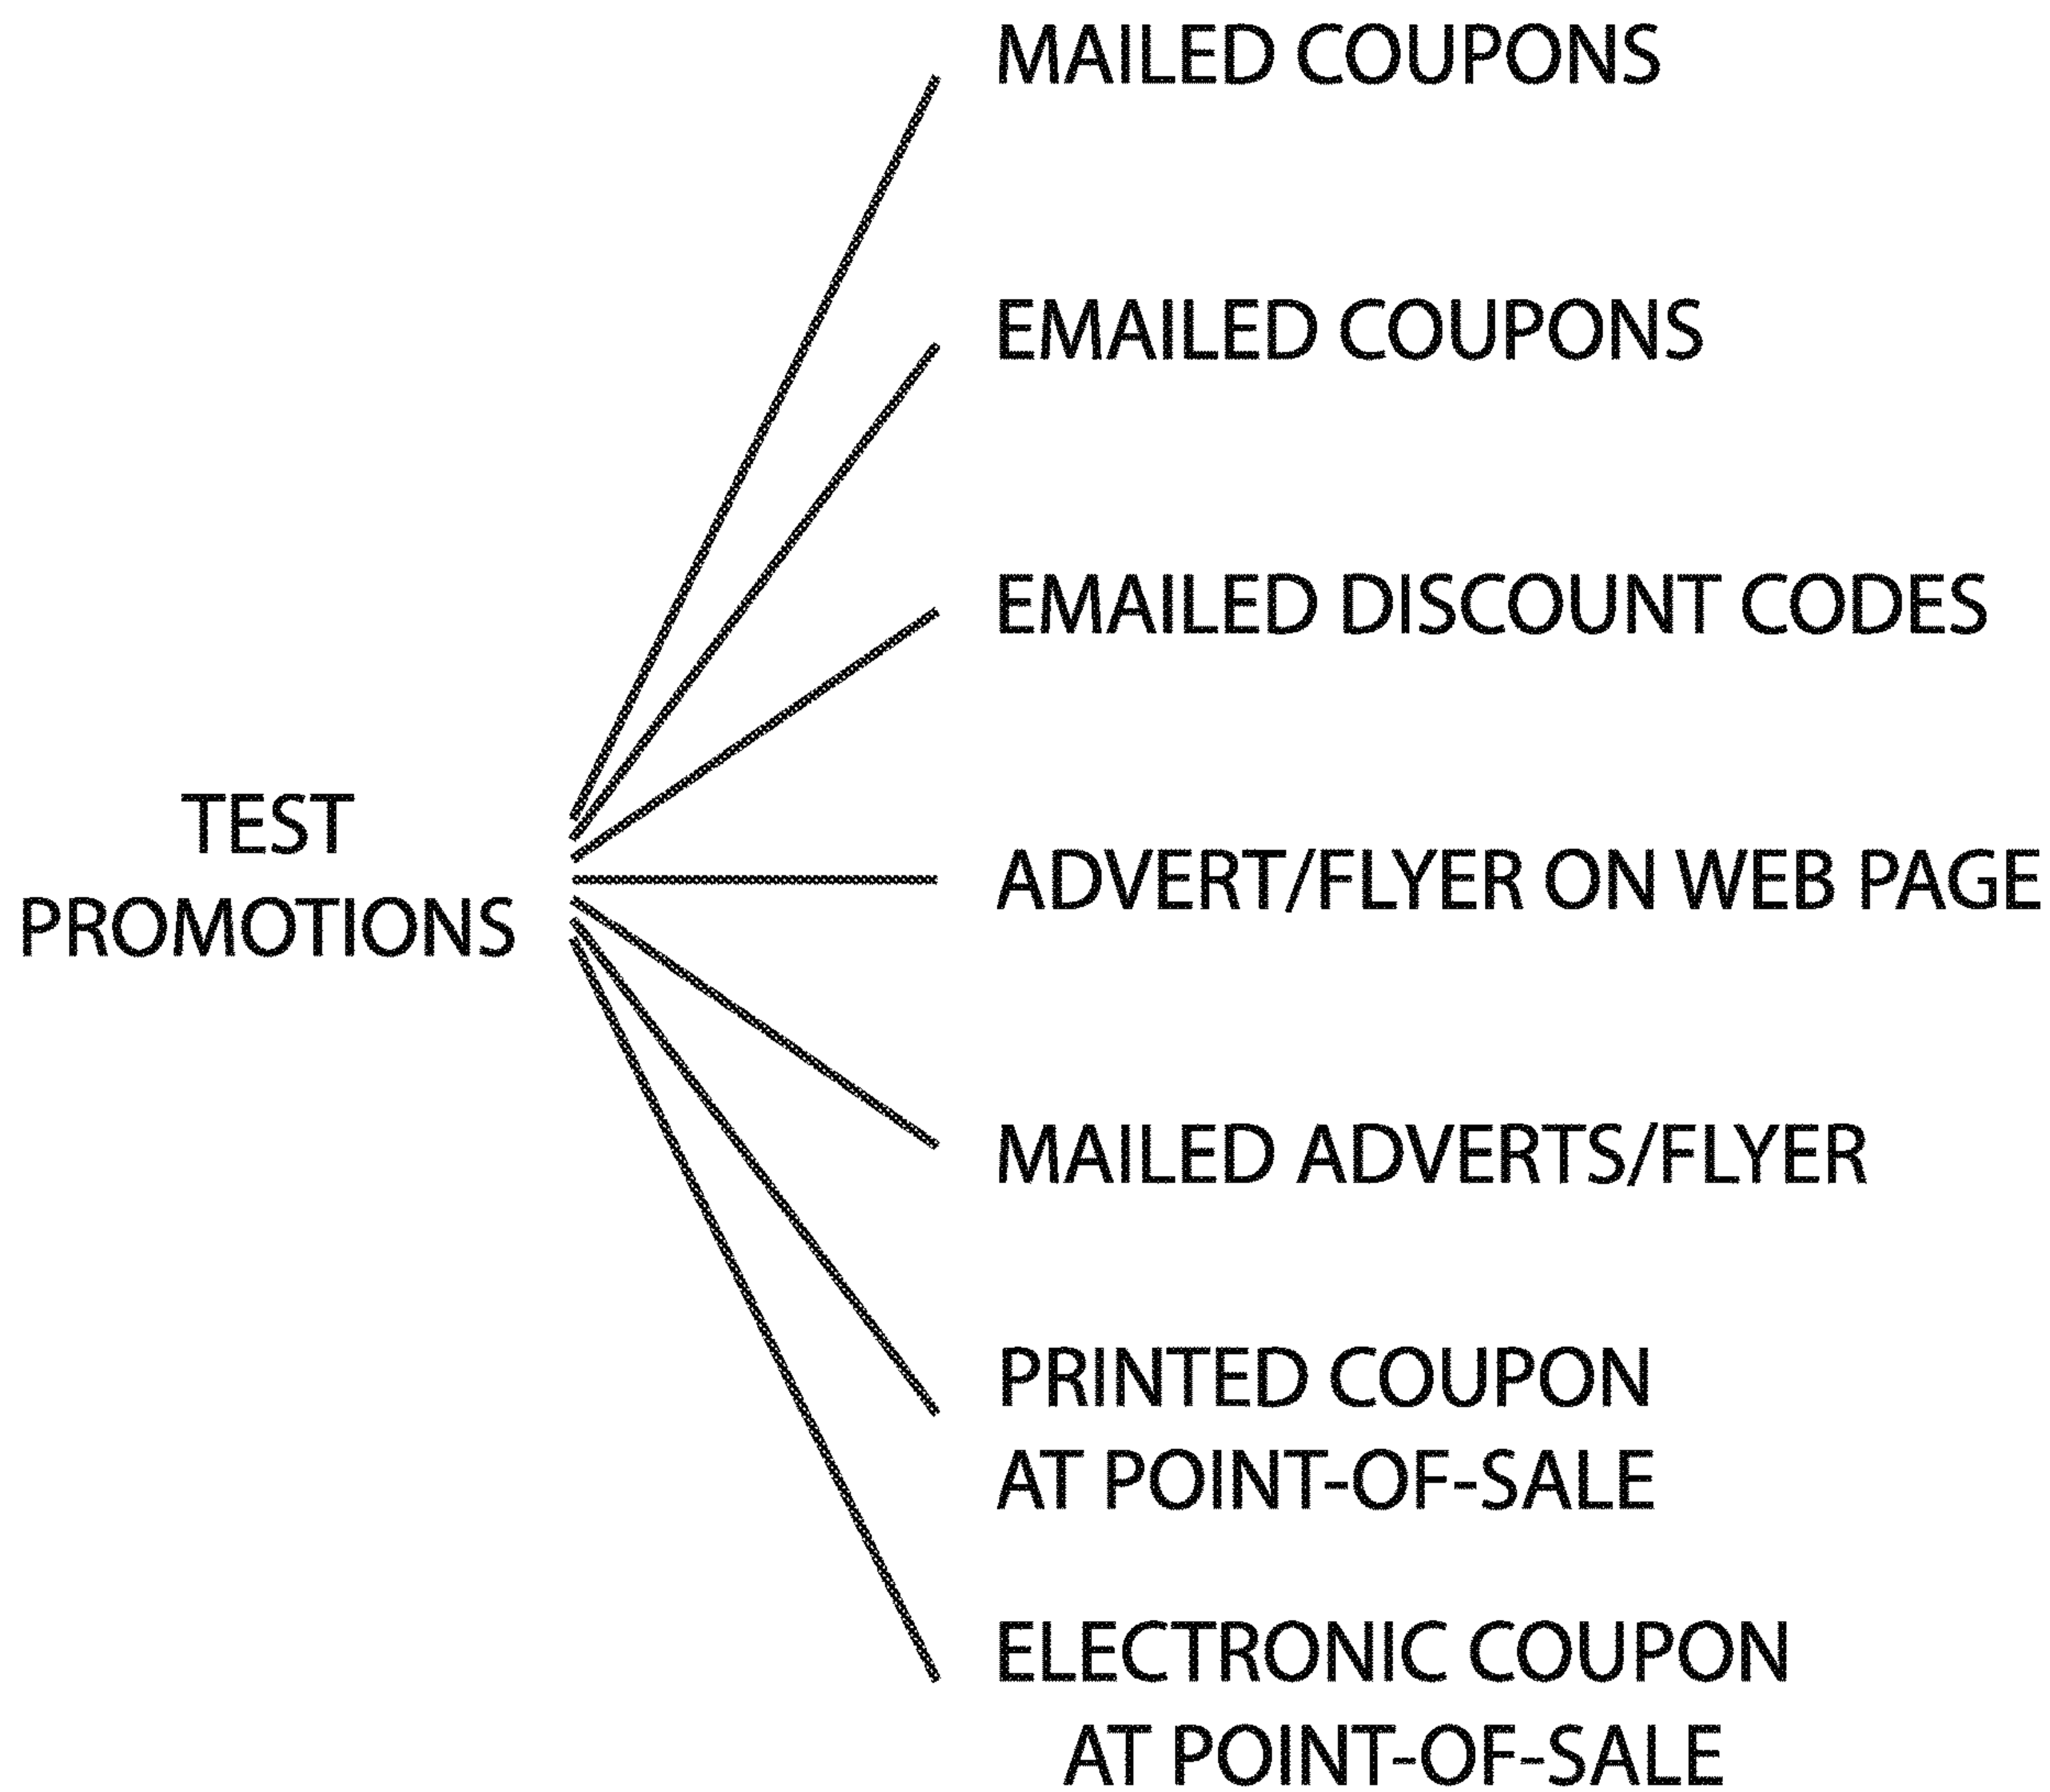 MAILED COUPONS
EMAILED COUPONS
EMAILED DISCOUNT CODES
TEST
PROMOTIONS
ADVERT/FLYER ON WEB PAGE
MAILED ADVERTS/FLYER
PRINTED COUPON
AT POINT-OF-SALE
ELECTRONIC COUPON
AT POINT-OF-SALE